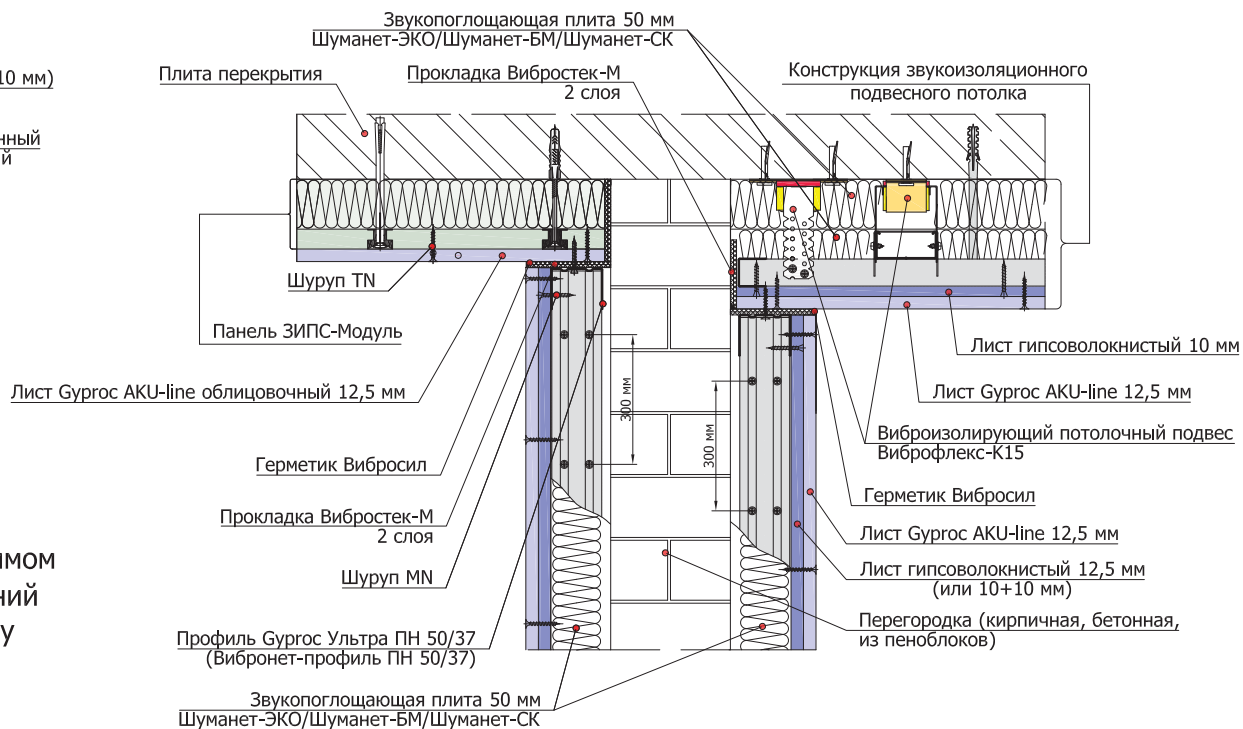 Звукопоглощающая плита 50 мм
Шуманет-ЭКО/Шуманет-БМ/Шуманет-СК
10 мм)
Плита перекрытия
Прокладка Вибростек-М
2 слоя
Конструкция звукоизоляционного
подвесного потолка
нный
й
Шуруп TN
Панель ЗИПС-Модуль
Лист Gyproc AKU-line облицовочный 12,5 мм
Герметик Вибросил
Прокладка Вибростек-М
2 слоя
Шуруп MN
Профиль Gyproc Ультра ПН 50/37
(Вибронет-профиль ПН 50/37)
Звукопоглощающая плита 50 мм
Шуманет-ЭКО/Шуманет-БМ/Шуманет-СК
300 мм
300 мм
Лист гипсоволокнистый 10 мм
Лист Gyproc AKU-line 12,5 мм
Виброизолирующий потолочный подвес
Виброфлекс-К15
Герметик Вибросил
Лист Gyproc AKU-line 12,5 мм
Лист гипсоволокнистый 12,5 мм
(или 10+10 мм)
Перегородка (кирпичная, бетонная,
из пеноблоков)
имом
ний
у